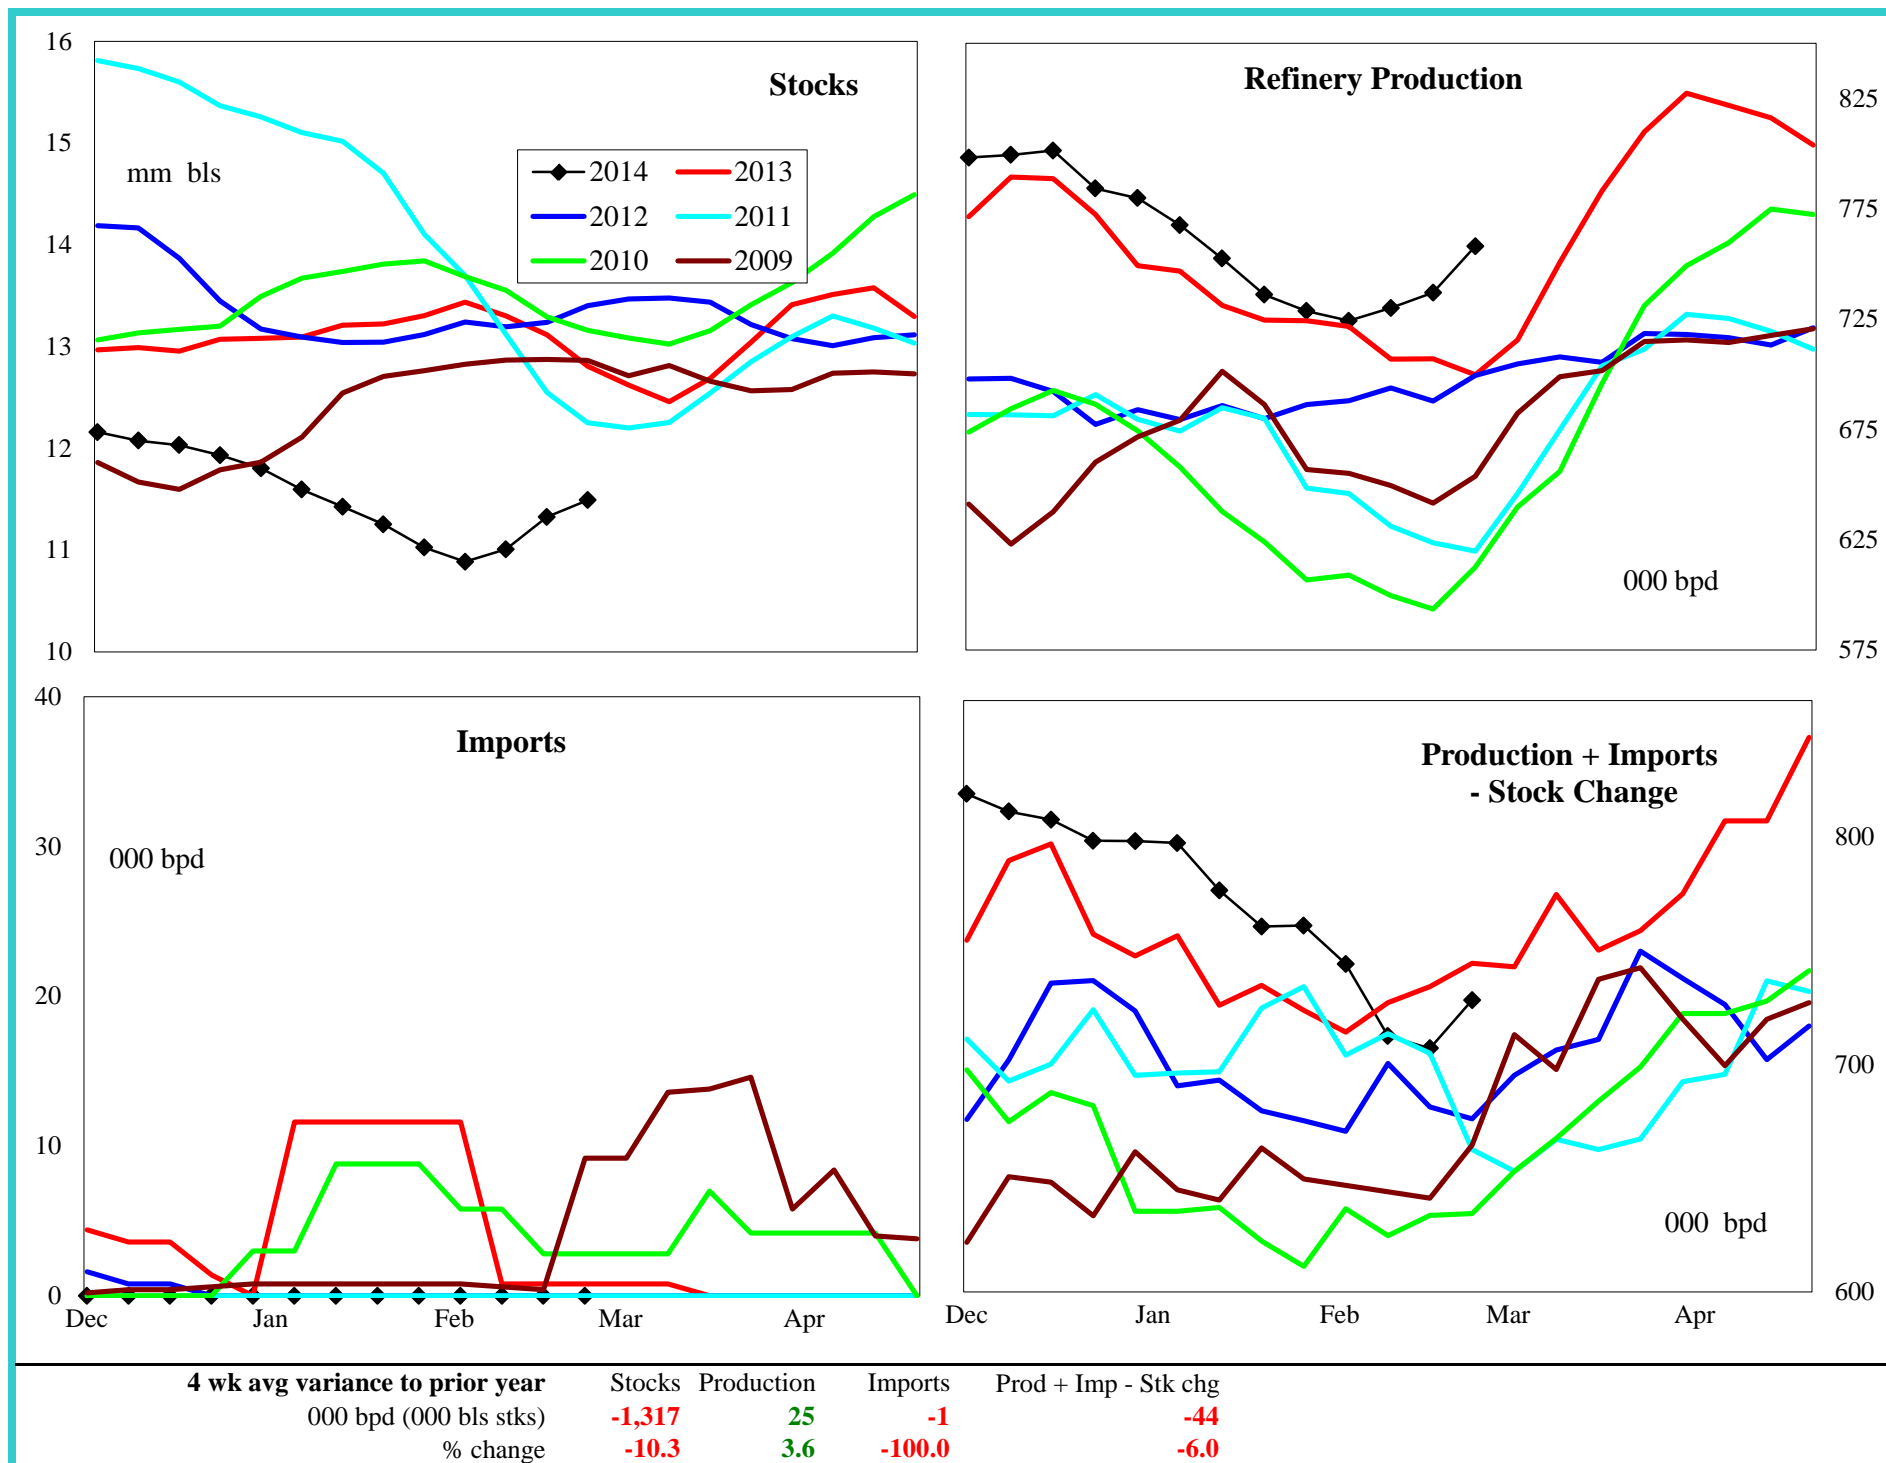 16
15
14
13
12
11
10
Stocks
mm bls
2014
2013
2012
2011
2010
2009
Refinery Production
825
775
725
675
625
575
000 bpd
40
30
20
10
0
Imports
000 bpd
Dec Jan Feb Mar Apr
Production + Imports
- Stock Change
800
700
600
000 bpd
Dec Jan Feb Mar Apr
4 wk avg variance to prior year Stocks Production Imports Prod + Imp - Stk chg
000 bpd (000 bls stks) -1,317 25 -1 -44
% change -10.3 3.6 -100.0 -6.0